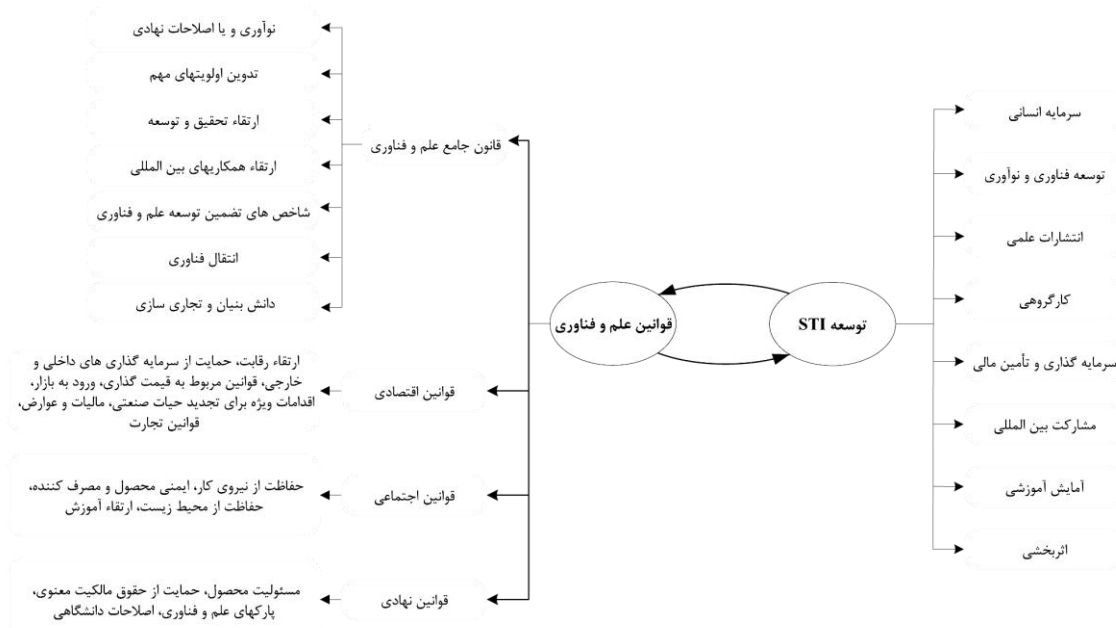 سرمایه انسانی
توسعه فناوری و نوآوری
انتشارات علمی
کارگروهی
سرمایه گذاری و تأمین مالی
مشارکت بین المللی
آمایش آموزشی
اثربخشی
توسعه STI
قوانین علم و فناوری
قانون جامع علم و فناوری
نوآوری و یا اصلاحات نهادی
تدوین اولویتهای مهم
ارتقاء تحقیق و توسعه
ارتقاء همکاریهای بین المللی
شاخص های تضمین توسعه علم و فناوری
انتقال فناوری
دانش بنیان و تجاری سازی
قوانین اقتصادی
ارتقاء رقابت، حمایت از سرمایه گذاری های داخلی و
خارجی، قوانین مربوط به قیمت گذاری، ورود به بازار،
اقدامات ویژه برای تجدید حیات صنعتی، مالیات و عوارض،
قوانین تجارت
قوانین اجتماعی
حفاظت از نیروی کار، ایمنی محصول و مصرف کننده،
حفاظت از محیط زیست، ارتقاء آموزش
قوانین نهادی
مسئولیت محصول، حمایت از حقوق مالکیت معنوی،
پارکهای علم و فناوری، اصلاحات دانشگاهی